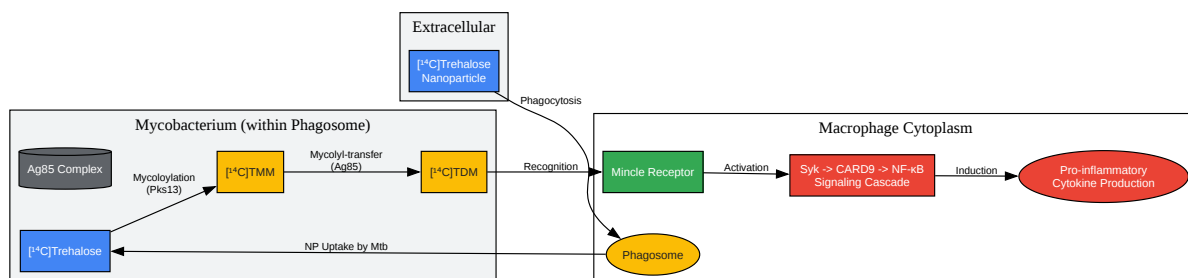 Extracellular
[¹⁴C]Trehalose
Nanoparticle
Phagocytosis
Mycobacterium (within Phagosome)
Ag85 Complex
Mycoloylation
(Pks13)
[¹⁴C]TMM
Mycolyl-transfer
(Ag85)
[¹⁴C]TDM
Recognition
[¹⁴C]Trehalose
NP Uptake by Mtb
Macrophage Cytoplasm
Mincle Receptor
Activation
Syk -> CARD9 -> NF-κB
Signaling Cascade
Induction
Pro-inflammatory
Cytokine Production
Phagosome